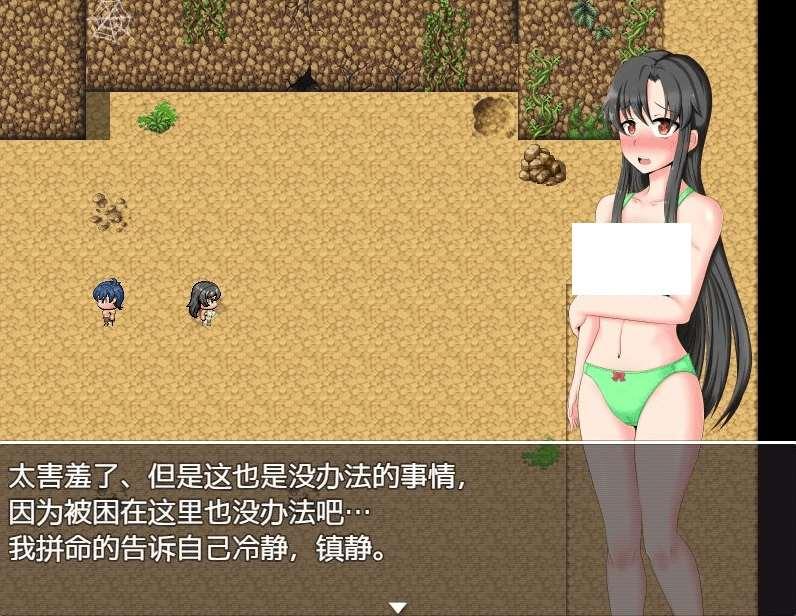 太害羞了、但是这也是没办法的事情，
因为被困在这里也没办法吧…
我拼命的告诉自己冷静，镇静。